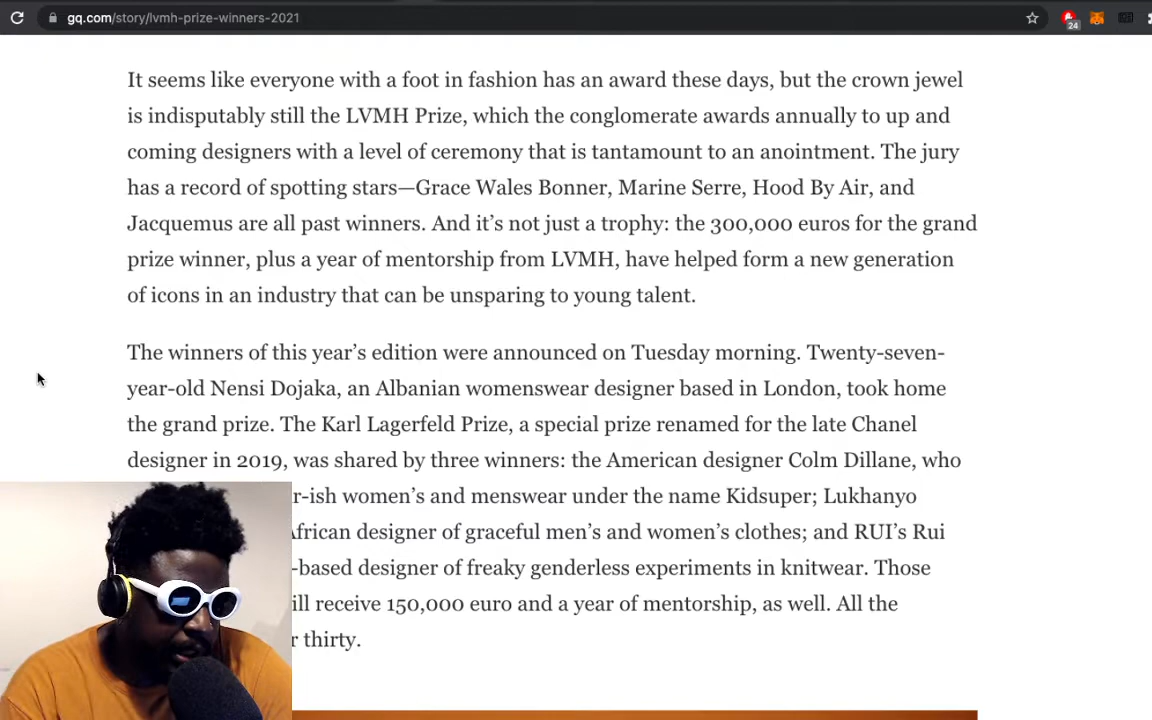 gq.com/story/lvmh-prize-winners-2021
24
It seems like everyone with a foot in fashion has an award these days, but the crown jewel
is indisputably still the LVMH Prize, which the conglomerate awards annually to up and
coming designers with a level of ceremony that is tantamount to an anointment. The jury
has a record of spotting stars—Grace Wales Bonner, Marine Serre, Hood By Air, and
Jacquemus are all past winners. And it’s not just a trophy: the 300,000 euros for the grand
prize winner, plus a year of mentorship from LVMH, have helped form a new generation
of icons in an industry that can be unsparing to young talent.
The winners of this year’s edition were announced on Tuesday morning. Twenty-seven-
year-old Nensi Dojaka, an Albanian womenswear designer based in London, took home
the grand prize. The Karl Lagerfeld Prize, a special prize renamed for the late Chanel
designer in 2019, was shared by three winners: the American designer Colm Dillane, who
r-ish women’s and menswear under the name Kidsuper; Lukhanyo
African designer of graceful men’s and women’s clothes; and RUI’s Rui
-based designer of freaky genderless experiments in knitwear. Those
ill receive 150,000 euro and a year of mentorship, as well. All the
r thirty.